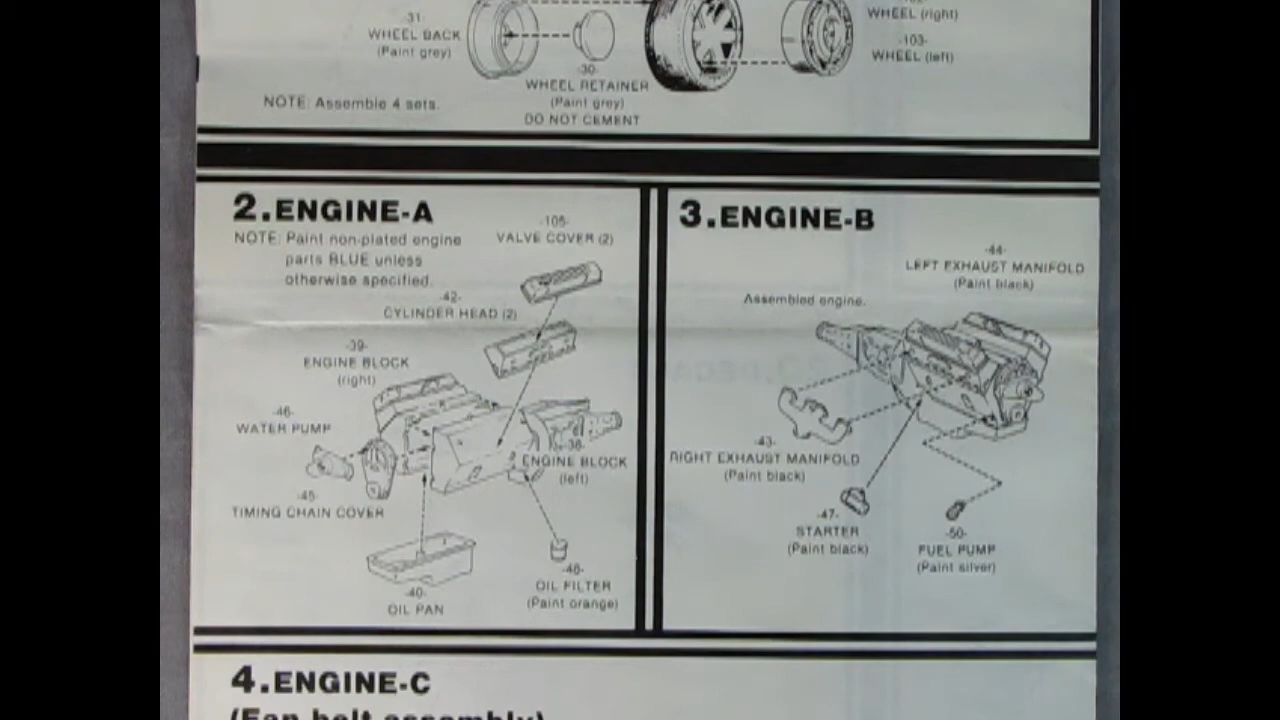 WHEEL (right)
-31-
WHEEL BACK
(Paint grey)
-103-
WHEEL (left)
-30-
WHEEL RETAINER
(Paint grey)
DO NOT CEMENT
NOTE: Assemble 4 sets.
2.ENGINE-A
NOTE: Paint non-plated engine
parts BLUE unless
otherwise specified.
-105-
VALVE COVER (2)
-42-
CYLINDER HEAD (2)
-39-
ENGINE BLOCK
(right)
-46-
WATER PUMP
-38-
ENGINE BLOCK
(left)
-45-
TIMING CHAIN COVER
-40-
OIL PAN
-48-
OIL FILTER
(Paint orange)
3.ENGINE-B
-44-
LEFT EXHAUST MANIFOLD
(Paint black)
Assembled engine.
-43-
RIGHT EXHAUST MANIFOLD
(Paint black)
-47-
STARTER
(Paint black)
-50-
FUEL PUMP
(Paint silver)
4.ENGINE-C
(Fan belt assembly)